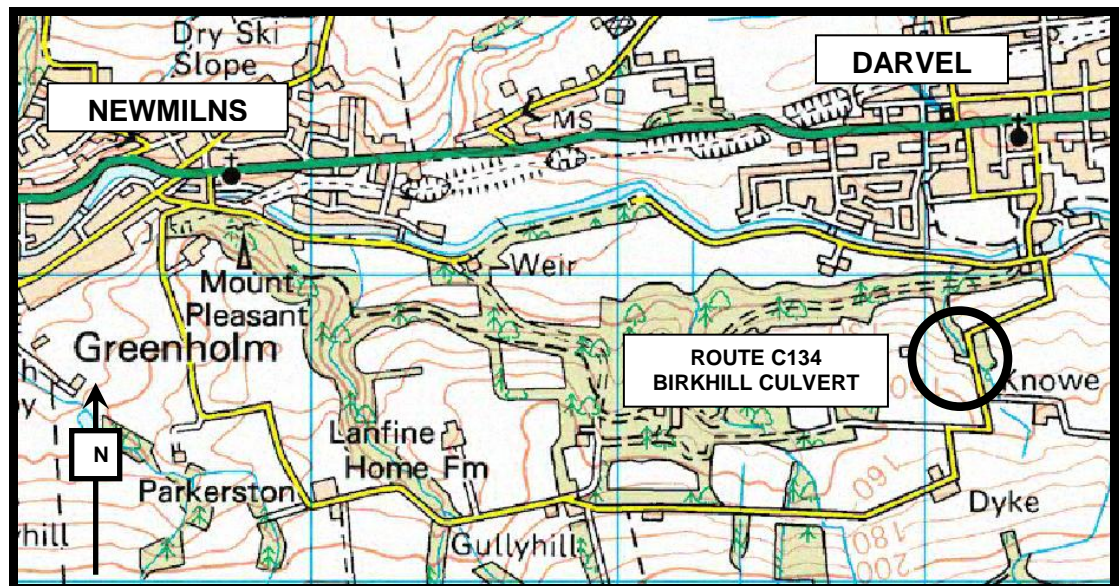 Dry Ski
Slope
DARVEL
NEWMILNS
MS
Weir
Mount
Pleasant
Greenholm
ROUTE C134
BIRKHILL CULVERT
Knowe
N
Lanfine
Home Fm
160
Parkerston
Dyke
hill
Gullyhill
180
200